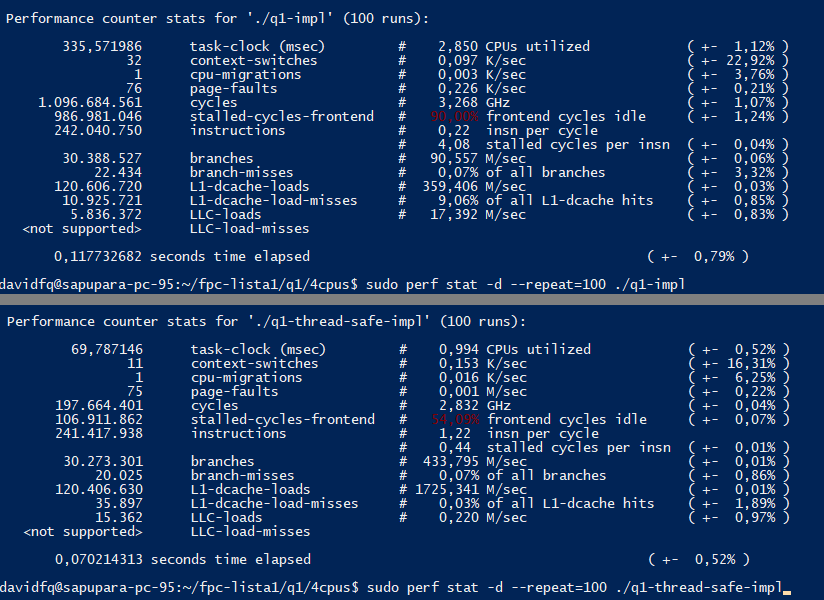 Performance counter stats for './q1-impl' (100 runs):
335,571986 task-clock (msec) # 2,850 CPUs utilized ( +- 1,12% )
32 context-switches # 0,097 K/sec ( +- 22,92% )
1 cpu-migrations # 0,003 K/sec ( +- 3,76% )
76 page-faults # 0,226 K/sec ( +- 0,21% )
1.096.684.561 cycles # 3,268 GHz ( +- 1,07% )
986.981.046 stalled-cycles-frontend # 90,00% frontend cycles idle ( +- 1,24% )
242.040.750 instructions # 0,22 insn per cycle
# 4,08 stalled cycles per insn ( +- 0,04% )
30.388.527 branches # 90,557 M/sec ( +- 0,06% )
22.434 branch-misses # 0,07% of all branches ( +- 3,32% )
120.606.720 L1-dcache-loads # 359,406 M/sec ( +- 0,03% )
10.925.721 L1-dcache-load-misses # 9,06% of all L1-dcache hits ( +- 0,85% )
5.836.372 LLC-loads # 17,392 M/sec ( +- 0,83% )
<not supported> LLC-load-misses
0,117732682 seconds time elapsed ( +- 0,79% )
davidfq@sapupara-pc-95:~/fpc-lista1/q1/4cpus$ sudo perf stat -d --repeat=100 ./q1-impl
Performance counter stats for './q1-thread-safe-impl' (100 runs):
69,787146 task-clock (msec) # 0,994 CPUs utilized ( +- 0,52% )
11 context-switches # 0,153 K/sec ( +- 16,31% )
1 cpu-migrations # 0,016 K/sec ( +- 6,25% )
75 page-faults # 0,001 M/sec ( +- 0,22% )
197.664.401 cycles # 2,832 GHz ( +- 0,04% )
106.911.862 stalled-cycles-frontend # 54,09% frontend cycles idle ( +- 0,07% )
241.417.938 instructions # 1,22 insn per cycle
# 0,44 stalled cycles per insn ( +- 0,01% )
30.273.301 branches # 433,795 M/sec ( +- 0,01% )
20.025 branch-misses # 0,07% of all branches ( +- 0,86% )
120.406.630 L1-dcache-loads # 1725,341 M/sec ( +- 0,01% )
35.897 L1-dcache-load-misses # 0,03% of all L1-dcache hits ( +- 1,89% )
15.362 LLC-loads # 0,220 M/sec ( +- 0,97% )
<not supported> LLC-load-misses
0,070214313 seconds time elapsed ( +- 0,52% )
davidfq@sapupara-pc-95:~/fpc-lista1/q1/4cpus$ sudo perf stat -d --repeat=100 ./q1-thread-safe-impl